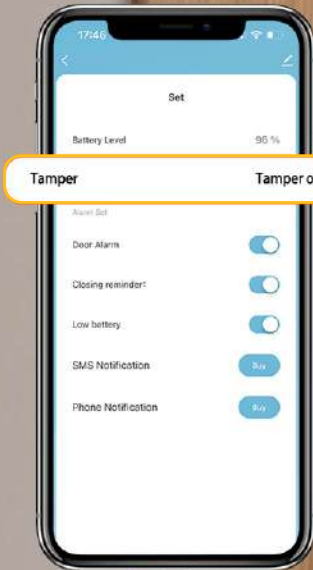 17:46
Set
Battery Level 96 %
Tamper Tamper o
Alarm Set
Door Alarm
Closing reminder:
Low battery
SMS Notification Buy
Phone Notification Buy